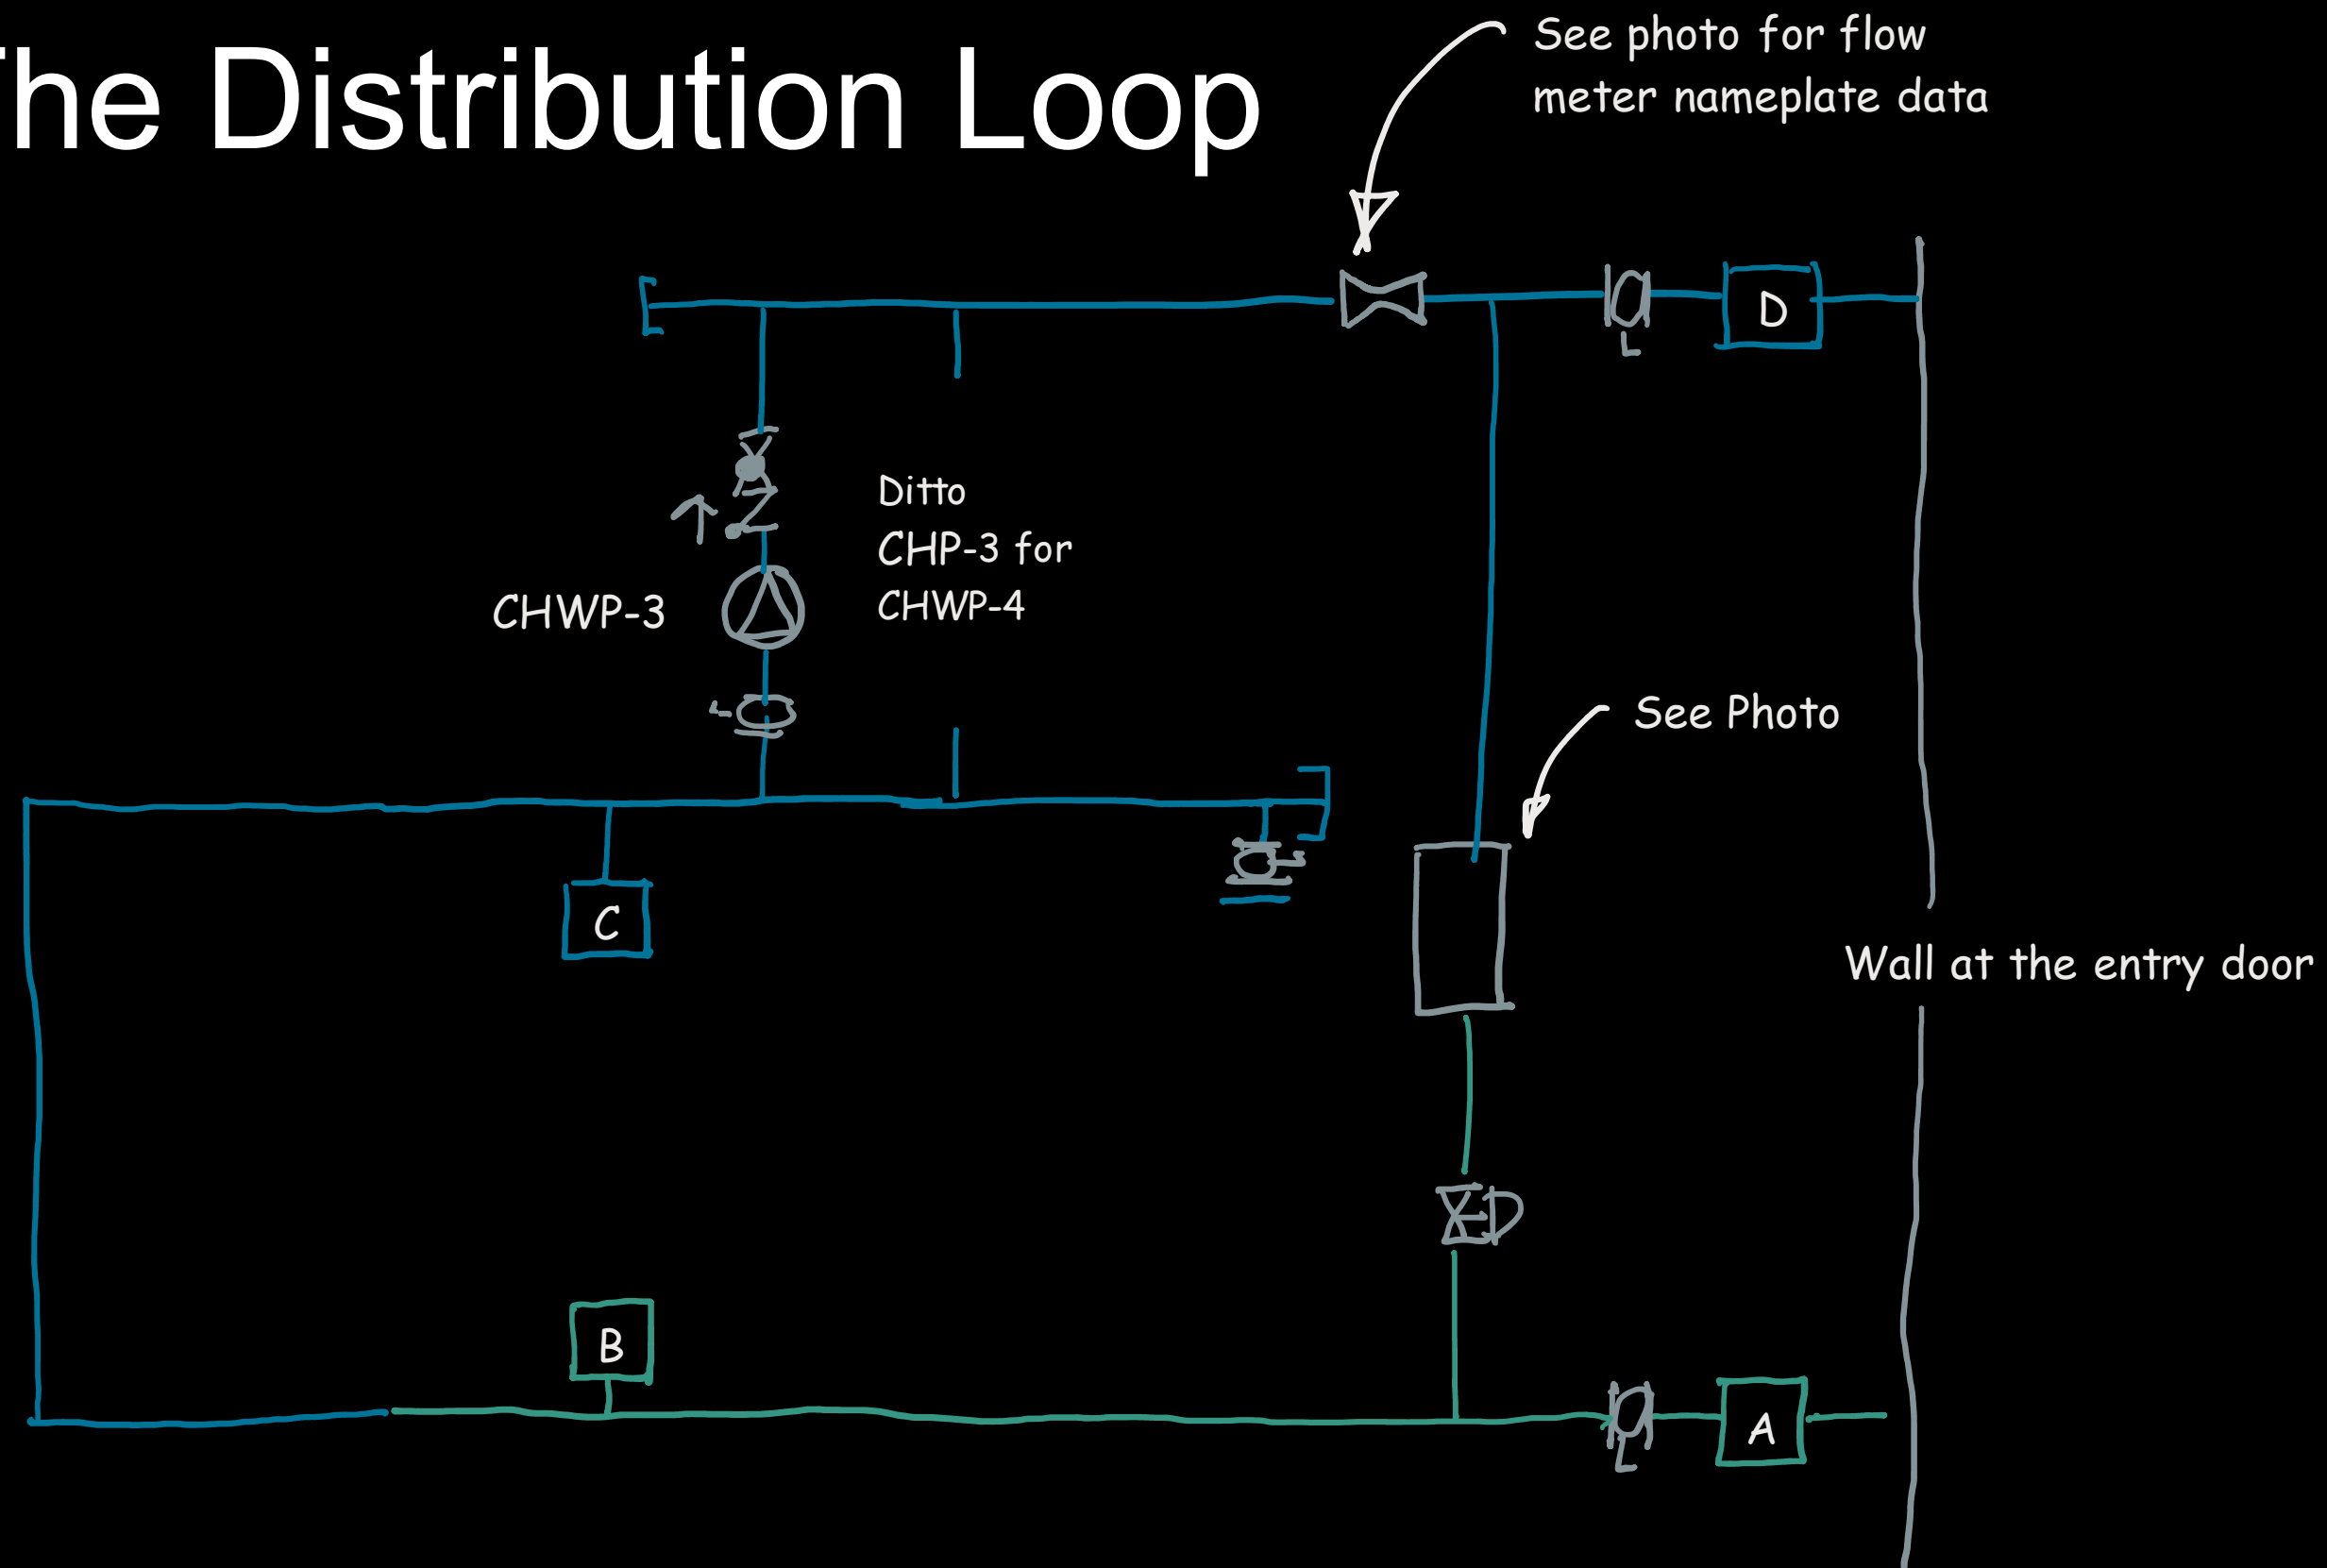 The Distribution Loop
See photo for flow
meter nameplate data
D
Ditto
CHP-3 for
CHWP-4
CHWP-3
See Photo
C
Wall at the entry door
B
A